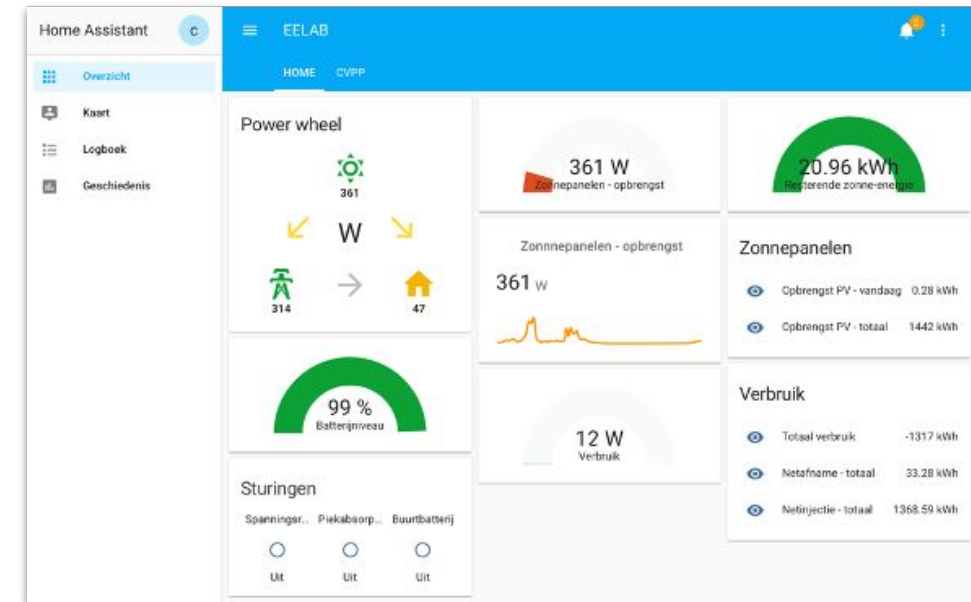 Home Assistant
C
EELAB
2
HOME CVPP
Overzicht
Kaart
Logboek
Geschiedenis
Power wheel
361
W
314
47
99 %
Batterijniveau
Sturingen
Spanningsr... Piekabsorp... Buurtbatterij
Uit Uit Uit
361 W
Zonnepanelen - opbrengst
Zonnnepanelen - opbrengst
361 W
12 W
Verbruik
20.96 kWh
Resterende zonne-energie
Zonnepanelen
Opbrengst PV - vandaag 0.28 kWh
Opbrengst PV - totaal 1442 kWh
Verbruik
Totaal verbruik -1317 kWh
Netafname - totaal 33.28 kWh
Netinjectie - totaal 1368.59 kWh